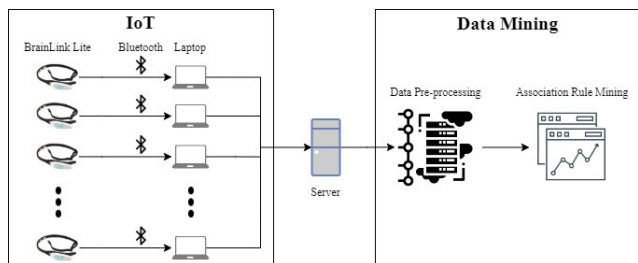 IoT
Data Mining
BrainLink Lite
Bluetooth
Laptop
Data Pre-processing
Association Rule Mining
Server